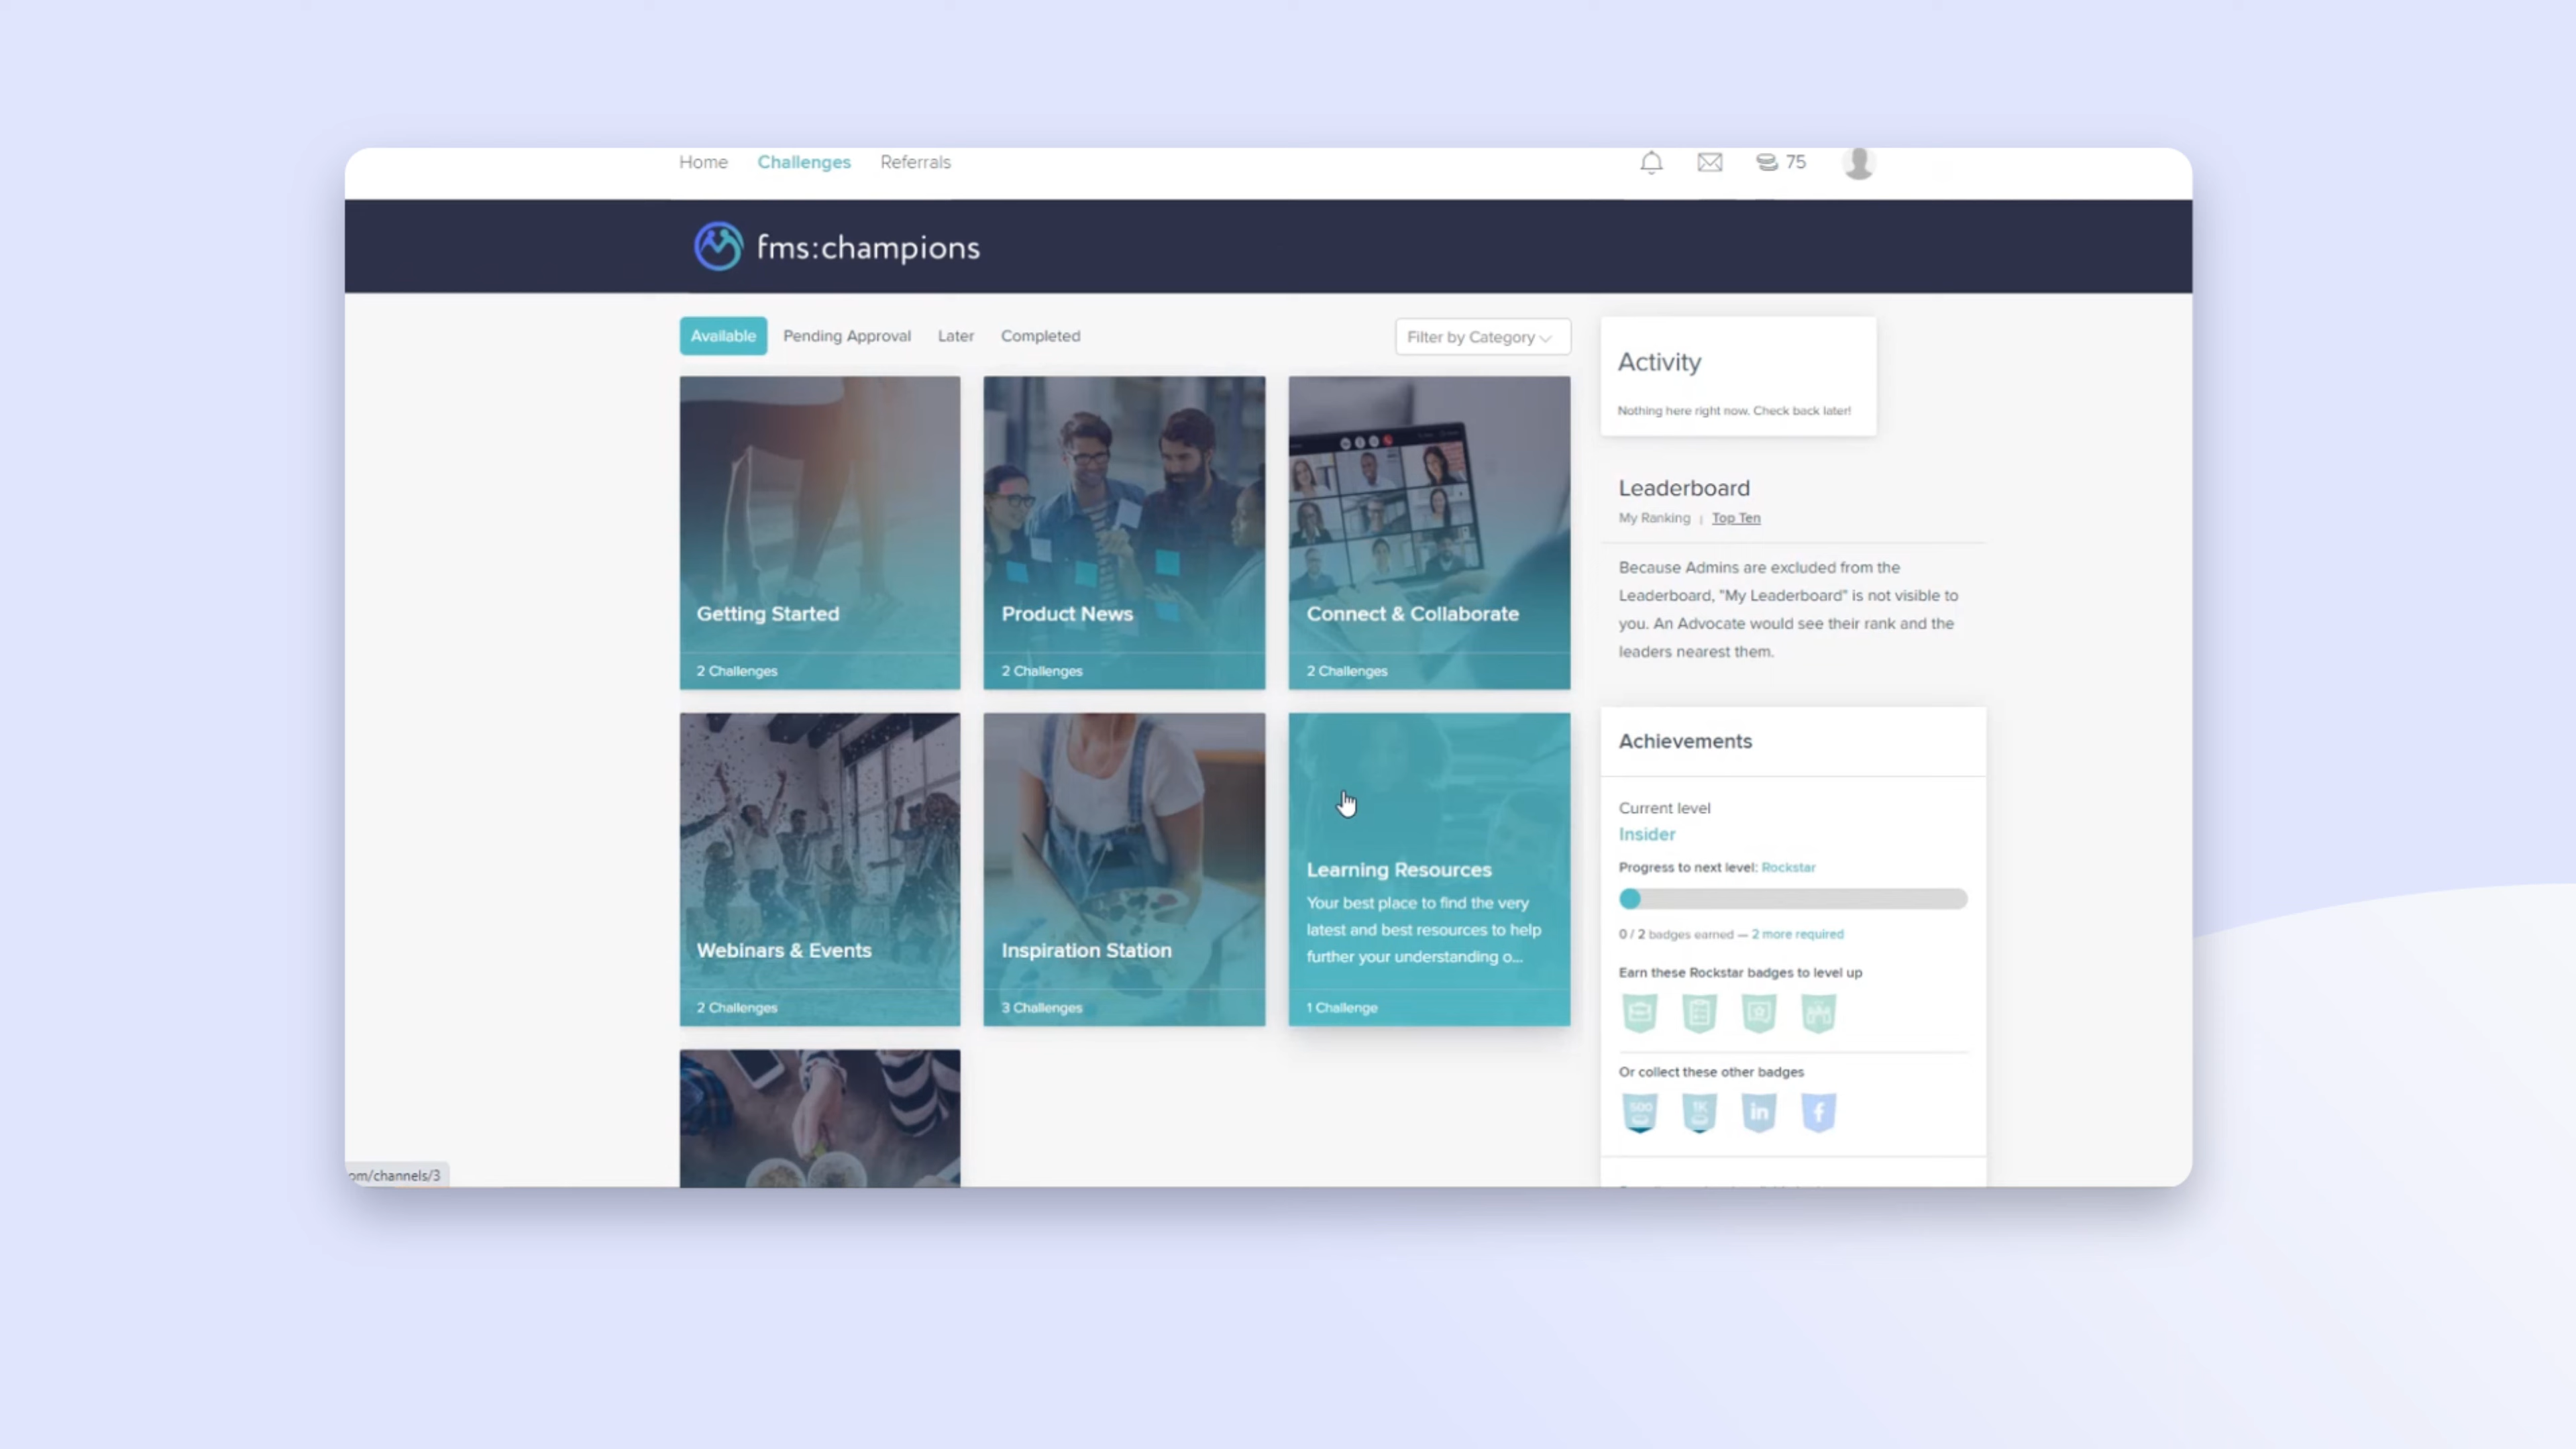 Home
Challenges
Referrals
75
fms:champions
Available
Pending Approval
Later
Completed
Filter by Category
Getting Started
2 Challenges
Product News
2 Challenges
Connect & Collaborate
2 Challenges
Webinars & Events
2 Challenges
Inspiration Station
3 Challenges
Learning Resources
Your best place to find the very
latest and best resources to help
further your understanding o...
1 Challenge
Activity
Nothing here right now. Check back later!
Leaderboard
My Ranking | Top Ten
Because Admins are excluded from the
Leaderboard, "My Leaderboard" is not visible to
you. An Advocate would see their rank and the
leaders nearest them.
Achievements
Current level
Insider
Progress to next level: Rockstar
0 / 2 badges earned — 2 more required
Earn these Rockstar badges to level up
Or collect these other badges
500
1K
in
f
om/channels/3